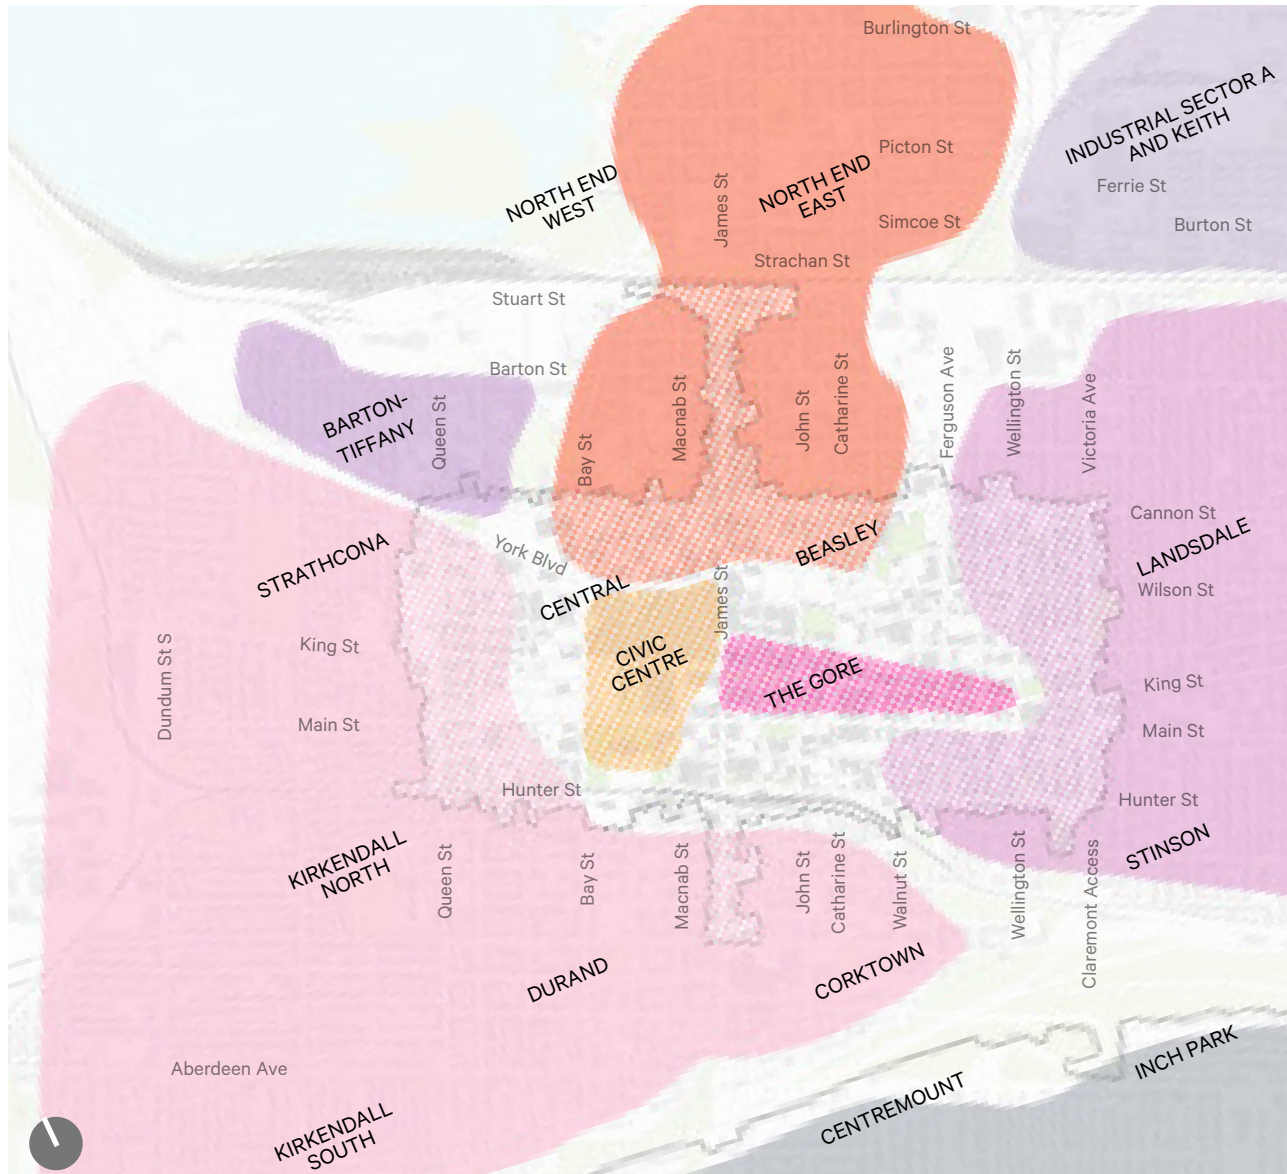 Burlington St
INDUSTRIAL SECTOR A
AND KEITH
Picton St
NORTH END
WEST
James St
NORTH END
EAST
Ferrie St
Simcoe St
Burton St
Strachan St
Stuart St
Barton St
BARTON-
TIFFANY
Queen St
Bay St
Macnab St
John St
Catharine St
Ferguson Ave
Wellington St
Victoria Ave
Cannon St
STRATHCONA
York Blvd
BEASLEY
LANDSDALE
CENTRAL
James St
Wilson St
King St
Dundum St S
CIVIC
CENTRE
THE GORE
King St
Main St
Main St
Hunter St
Hunter St
KIRKENDALL
NORTH
Queen St
Bay St
Macnab St
John St
Catharine St
Walnut St
Wellington St
Claremont Access
STINSON
DURAND
CORKTOWN
Aberdeen Ave
INCH PARK
CENTREMOUNT
KIRKENDALL
SOUTH